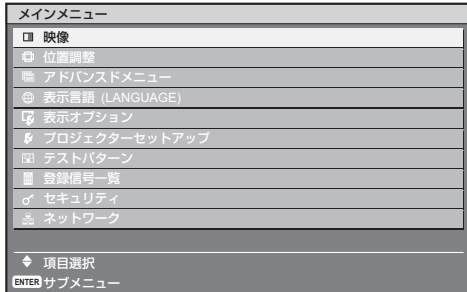 メインメニュー
映像
位置調整
アドバンスドメニュー
表示言語 (LANGUAGE)
表示オプション
プロジェクターセットアップ
テストパターン
登録信号一覧
セキュリティ
ネットワーク
項目選択
ENTER サブメニュー